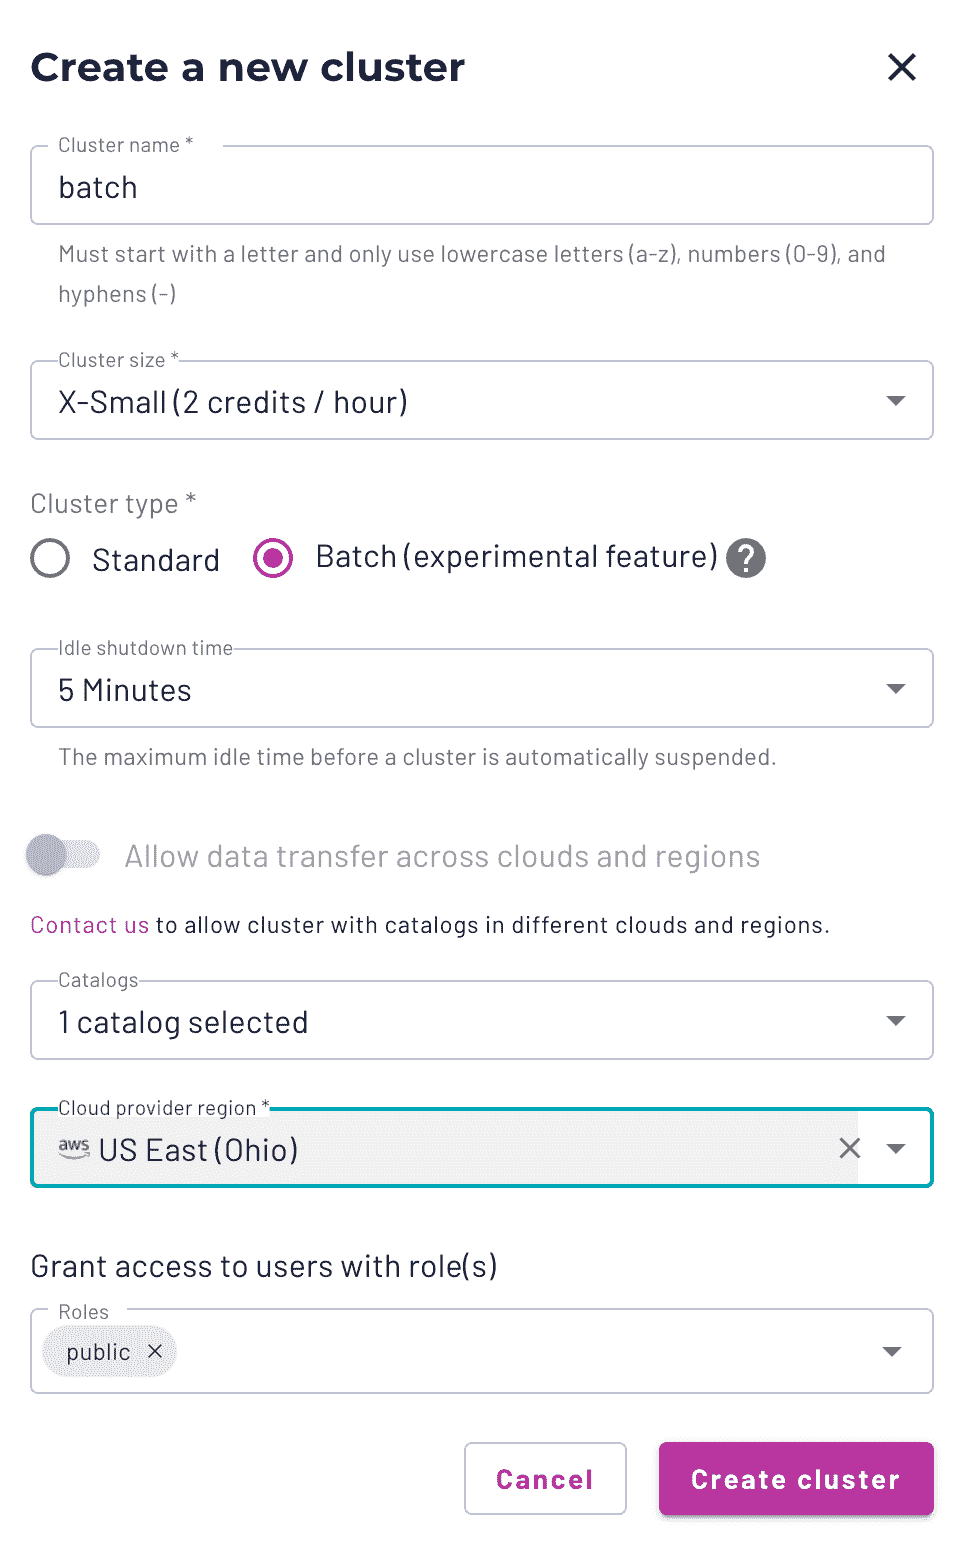 Create a new cluster
Cluster name *
batch
Must start with a letter and only use lowercase letters (a-z), numbers (0-9), and
hyphens (-)
Cluster size *
X-Small (2 credits / hour)
Cluster type *
Standard
Batch (experimental feature) ?
Idle shutdown time
5 Minutes
The maximum idle time before a cluster is automatically suspended.
Allow data transfer across clouds and regions
Contact us to allow cluster with catalogs in different clouds and regions.
Catalogs
1 catalog selected
Cloud provider region *
aws US East (Ohio)
Grant access to users with role(s)
Roles
public
Cancel
Create cluster